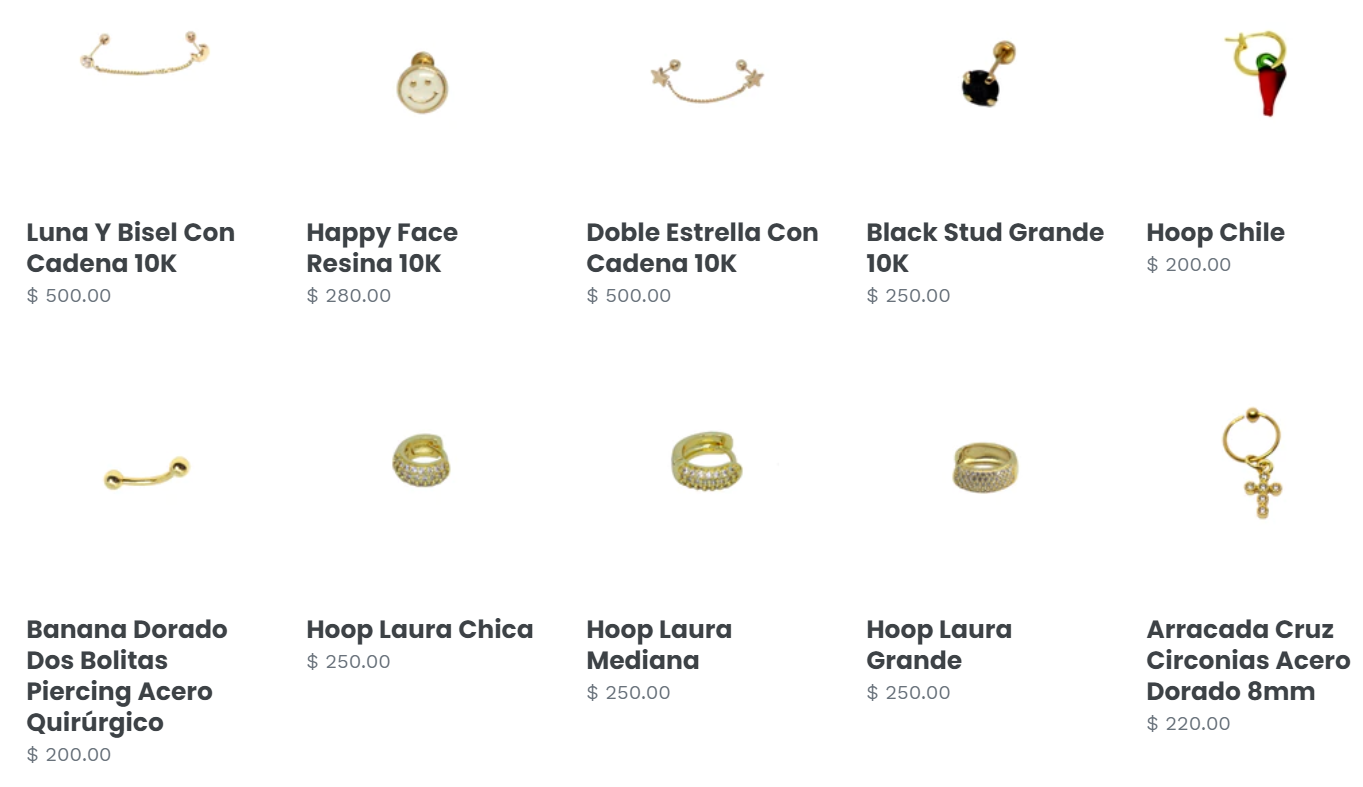 Luna Y Bisel Con
Cadena 10K
$ 500.00
Happy Face
Resina 10K
$ 280.00
Doble Estrella Con
Cadena 10K
$ 500.00
Black Stud Grande
10K
$ 250.00
Hoop Chile
$ 200.00
Banana Dorado
Dos Bolitas
Piercing Acero
Quirúrgico
$ 200.00
Hoop Laura Chica
$ 250.00
Hoop Laura
Mediana
$ 250.00
Hoop Laura
Grande
$ 250.00
Arracada Cruz
Circonias Acero
Dorado 8mm
$ 220.00